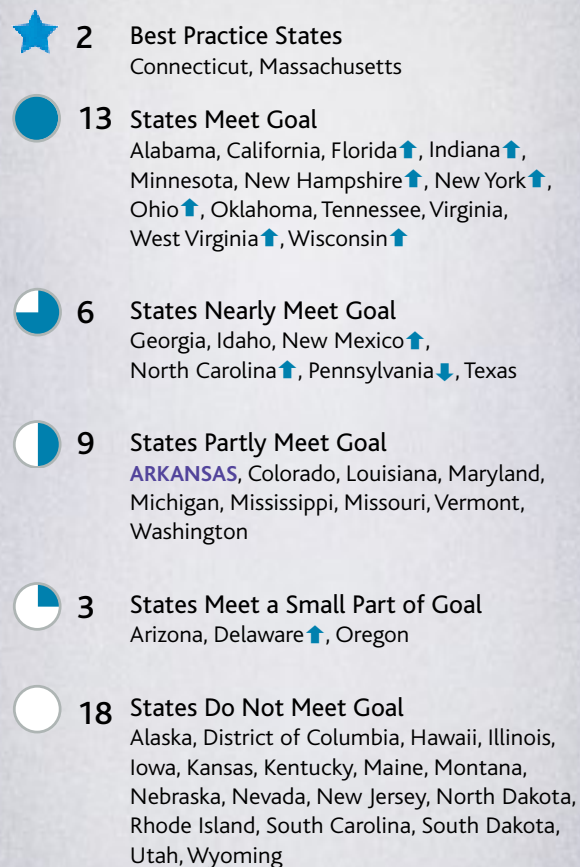 2 Best Practice States
Connecticut, Massachusetts
13 States Meet Goal
Alabama, California, Florida⬆, Indiana⬆,
Minnesota, New Hampshire⬆, New York⬆,
Ohio⬆, Oklahoma, Tennessee, Virginia,
West Virginia⬆, Wisconsin⬆
6 States Nearly Meet Goal
Georgia, Idaho, New Mexico⬆,
North Carolina⬆, Pennsylvania⬇, Texas
9 States Partly Meet Goal
ARKANSAS, Colorado, Louisiana, Maryland,
Michigan, Mississippi, Missouri, Vermont,
Washington
3 States Meet a Small Part of Goal
Arizona, Delaware⬆, Oregon
18 States Do Not Meet Goal
Alaska, District of Columbia, Hawaii, Illinois,
Iowa, Kansas, Kentucky, Maine, Montana,
Nebraska, Nevada, New Jersey, North Dakota,
Rhode Island, South Carolina, South Dakota,
Utah, Wyoming